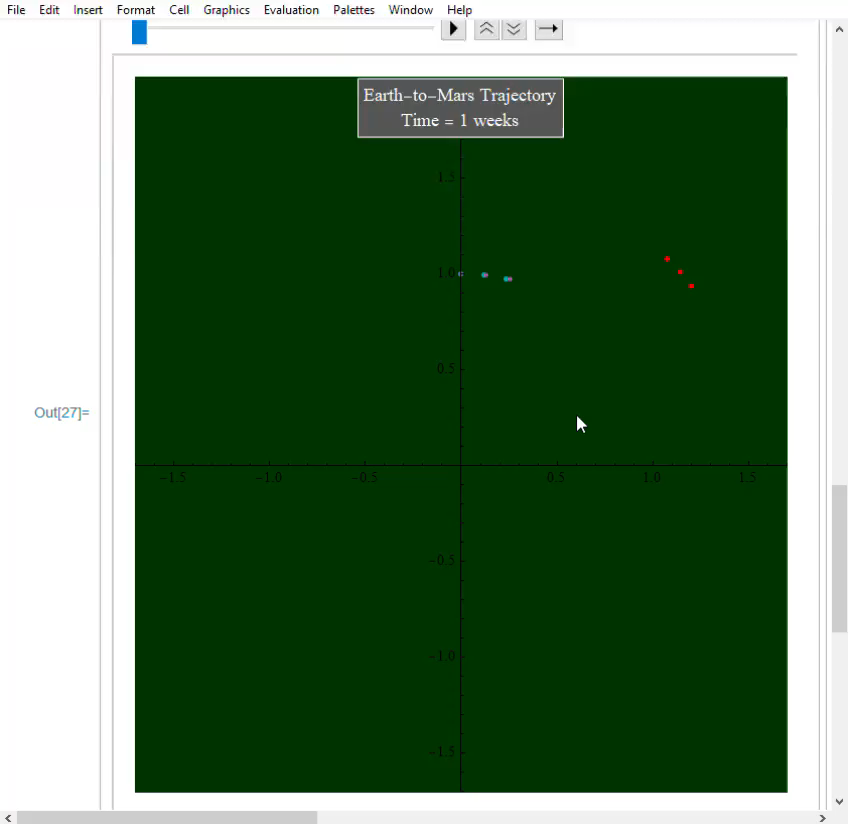 File Edit Insert Format Cell Graphics Evaluation Palettes Window Help
Earth-to-Mars Trajectory
Time = 1 weeks
1.5
1.0
0.5
Out[27]=
-1.5 -1.0 -0.5 0.5 1.0 1.5
-0.5
-1.0
-1.5